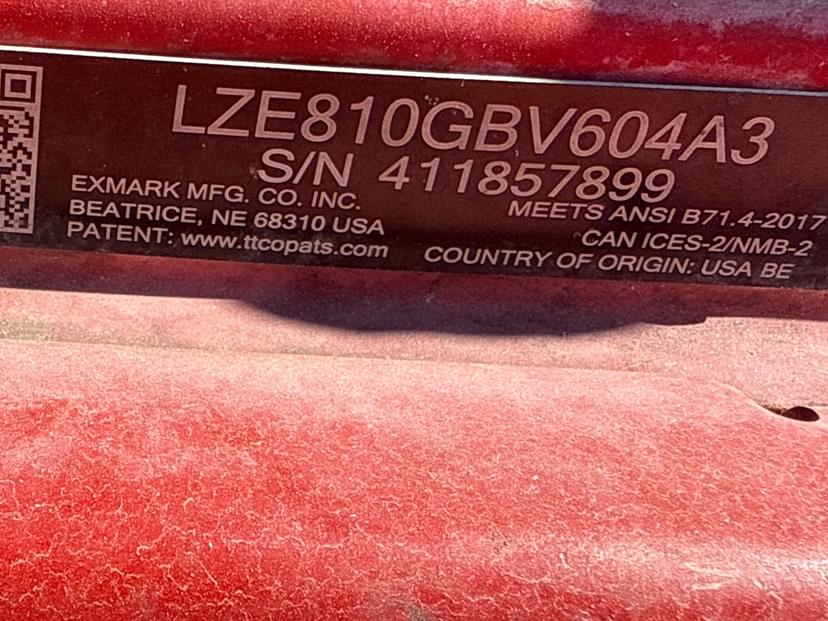 LZE810GBV604A3
S/N 411857899
EXMARK MFG. CO. INC.
BEATRICE, NE 68310 USA
PATENT: www.ttcopats.com
MEETS ANSI B71.4-2017
CAN ICES-2/NMB-2
COUNTRY OF ORIGIN: USA BE